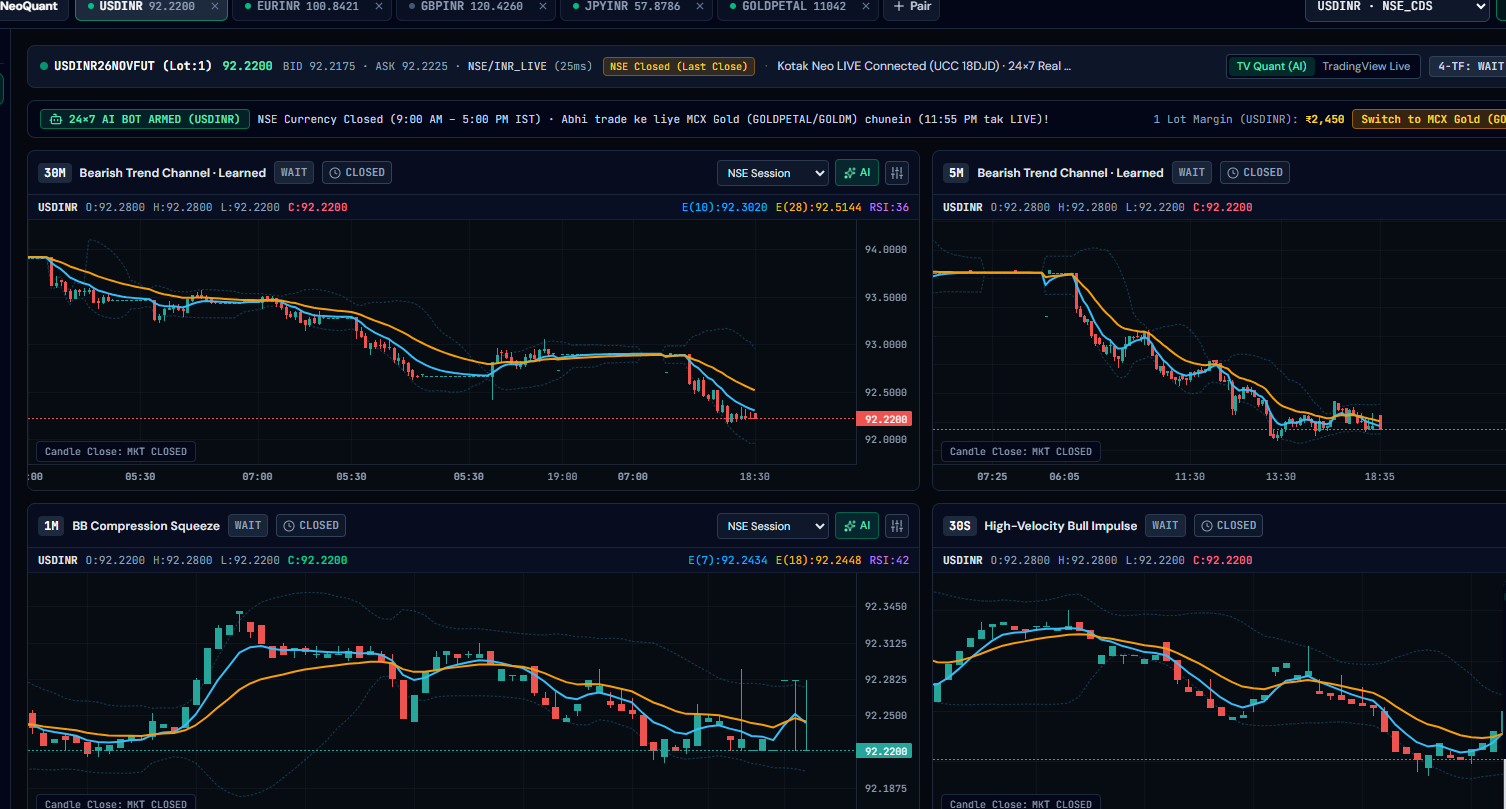 NeoQuant USDINR 92.2200 × EURINR 100.8421 × GBPINR 120.4260 × JPYINR 57.8786 × GOLDPETAL 11042 × + Pair USDINR · NSE_CDS
USDINR26NOVFUT (Lot:1) 92.2200 BID 92.2175 · ASK 92.2225 · NSE/INR_LIVE (25ms) NSE Closed (Last Close) · Kotak Neo LIVE Connected (UCC 18DJD) · 24×7 Real ... TV Quant (AI) TradingView Live 4-TF: WAIT
24×7 AI BOT ARMED (USDINR) NSE Currency Closed (9:00 AM – 5:00 PM IST) · Abhi trade ke liye MCX Gold (GOLDPETAL/GOLDM) chunein (11:55 PM tak LIVE)! 1 Lot Margin (USDINR): ₹2,450 Switch to MCX Gold (GO
30M Bearish Trend Channel · Learned WAIT CLOSED NSE Session AI
USDINR O:92.2800 H:92.2800 L:92.2200 C:92.2200 E(10):92.3020 E(28):92.5144 RSI:36
94.0000
93.5000
93.0000
92.5000
92.2200
92.0000
Candle Close: MKT CLOSED
:00 05:30 07:00 05:30 05:30 19:00 07:00 18:30
5M Bearish Trend Channel · Learned WAIT CLOSED
USDINR O:92.2800 H:92.2800 L:92.2200 C:92.2200
Candle Close: MKT CLOSED
07:25 06:05 11:30 13:30 18:35
1M BB Compression Squeeze WAIT CLOSED NSE Session AI
USDINR O:92.2200 H:92.2200 L:92.2200 C:92.2200 E(7):92.2434 E(18):92.2448 RSI:42
92.3450
92.3125
92.2825
92.2500
92.2200
92.1875
Candle Close: MKT CLOSED
30S High-Velocity Bull Impulse WAIT CLOSED
USDINR O:92.2800 H:92.2800 L:92.2200 C:92.2200
Candle Close: MKT CLOSED